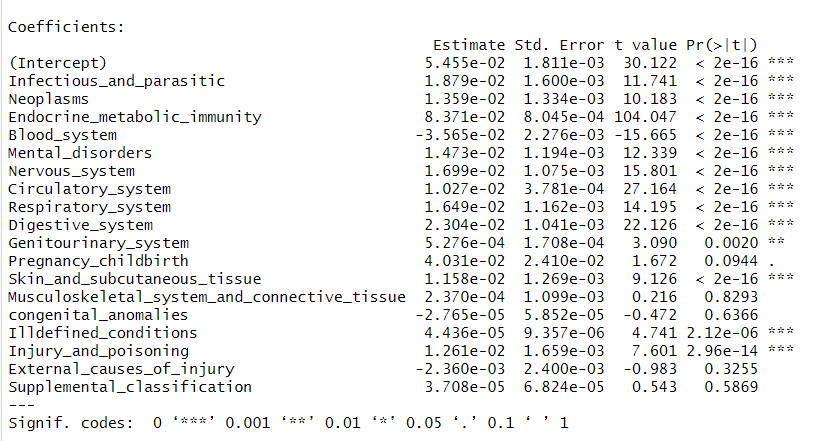 Coefficients:
                                           Estimate Std. Error t value Pr(>|t|)
(Intercept)                               5.455e-02  1.811e-03  30.122  < 2e-16 ***
Infectious_and_parasitic                  1.879e-02  1.600e-03  11.741  < 2e-16 ***
Neoplasms                                 1.359e-02  1.334e-03  10.183  < 2e-16 ***
Endocrine_metabolic_immunity              8.371e-02  8.045e-04 104.047  < 2e-16 ***
Blood_system                             -3.565e-02  2.276e-03 -15.665  < 2e-16 ***
Mental_disorders                          1.473e-02  1.194e-03  12.339  < 2e-16 ***
Nervous_system                            1.699e-02  1.075e-03  15.801  < 2e-16 ***
Circulatory_system                        1.027e-02  3.781e-04  27.164  < 2e-16 ***
Respiratory_system                        1.649e-02  1.162e-03  14.195  < 2e-16 ***
Digestive_system                          2.304e-02  1.041e-03  22.126  < 2e-16 ***
Genitourinary_system                      5.276e-04  1.708e-04   3.090   0.0020 **
Pregnancy_childbirth                      4.031e-02  2.410e-02   1.672   0.0944 .
Skin_and_subcutaneous_tissue              1.158e-02  1.269e-03   9.126  < 2e-16 ***
Musculoskeletal_system_and_connective_tissue 2.370e-04  1.099e-03   0.216   0.8293
congenital_anomalies                     -2.765e-05  5.852e-05  -0.472   0.6366
Illdefined_conditions                     4.436e-05  9.357e-06   4.741 2.12e-06 ***
Injury_and_poisoning                      1.261e-02  1.659e-03   7.601 2.96e-14 ***
External_causes_of_injury                -2.360e-03  2.400e-03  -0.983   0.3255
Supplemental_classification               3.708e-05  6.824e-05   0.543   0.5869
---
Signif. codes:  0 ‘***’ 0.001 ‘**’ 0.01 ‘*’ 0.05 ‘.’ 0.1 ‘ ’ 1